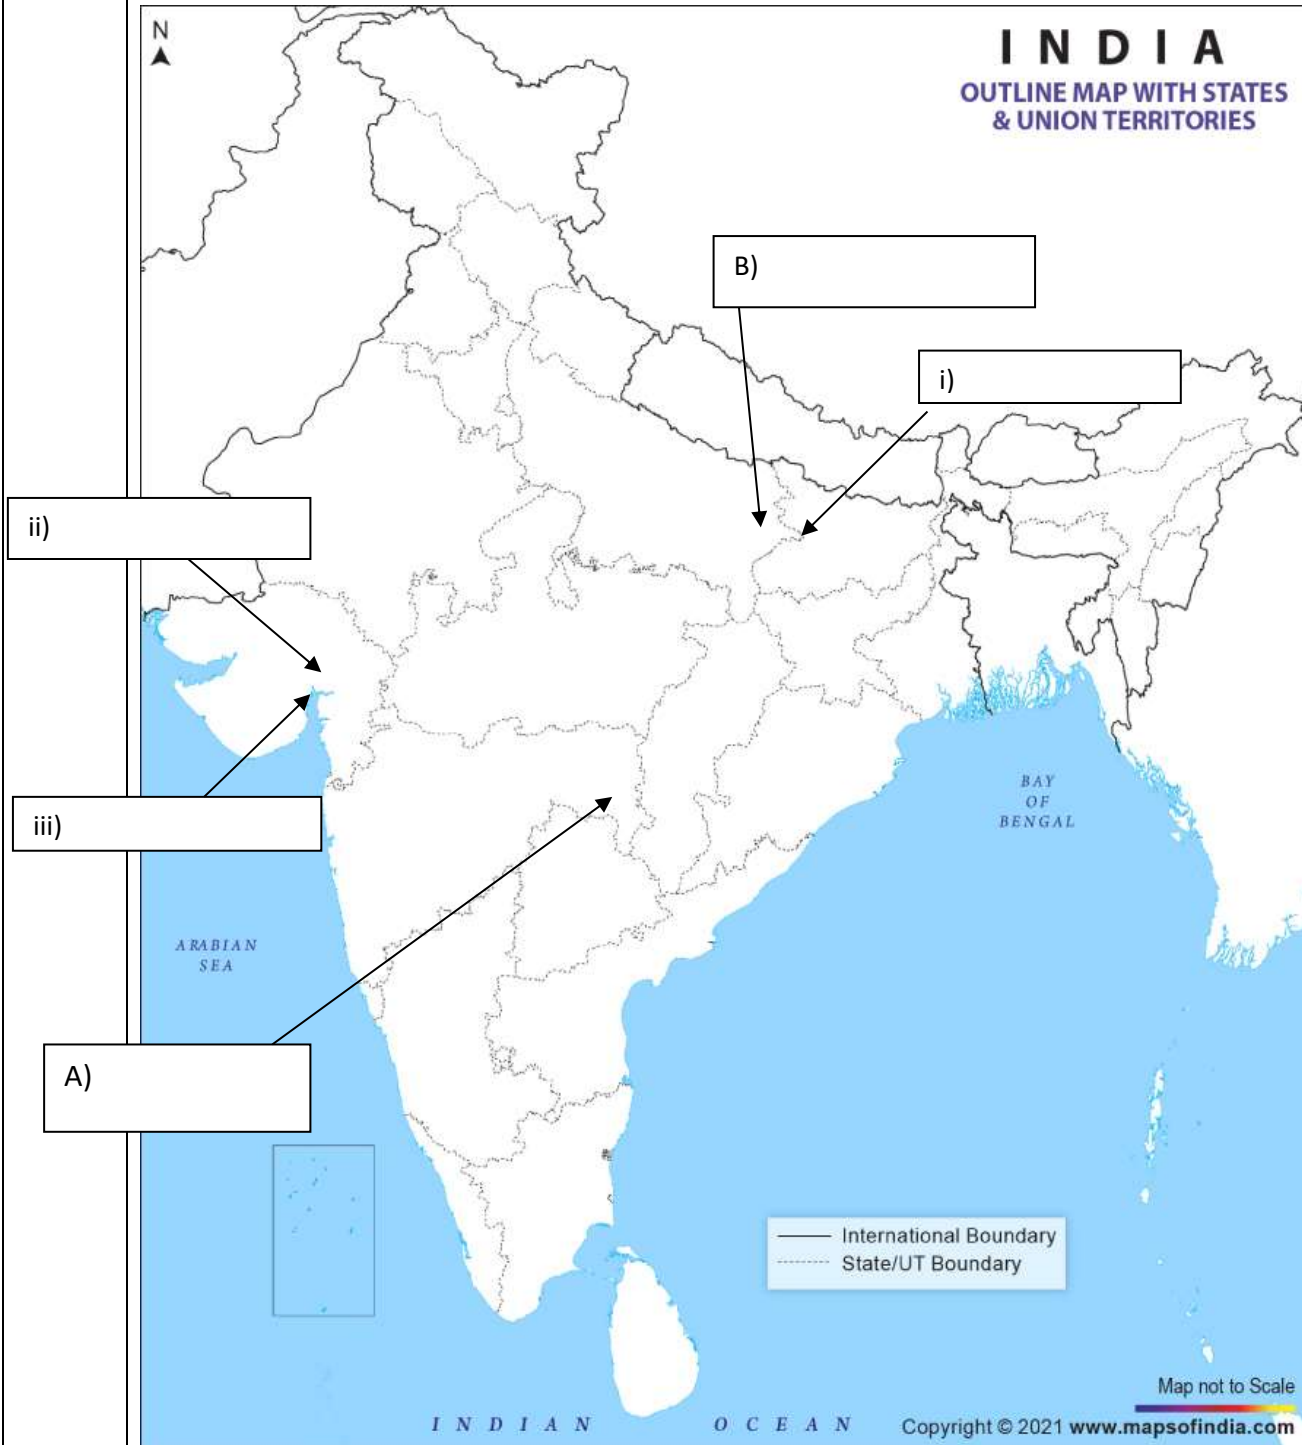 N
INDIA
OUTLINE MAP WITH STATES
& UNION TERRITORIES
B)
i)
ii)
iii)
BAY
OF
BENGAL
ARABIAN
SEA
A)
International Boundary
State/UT Boundary
Map not to Scale
INDIAN OCEAN
Copyright © 2021 www.mapsofindia.com